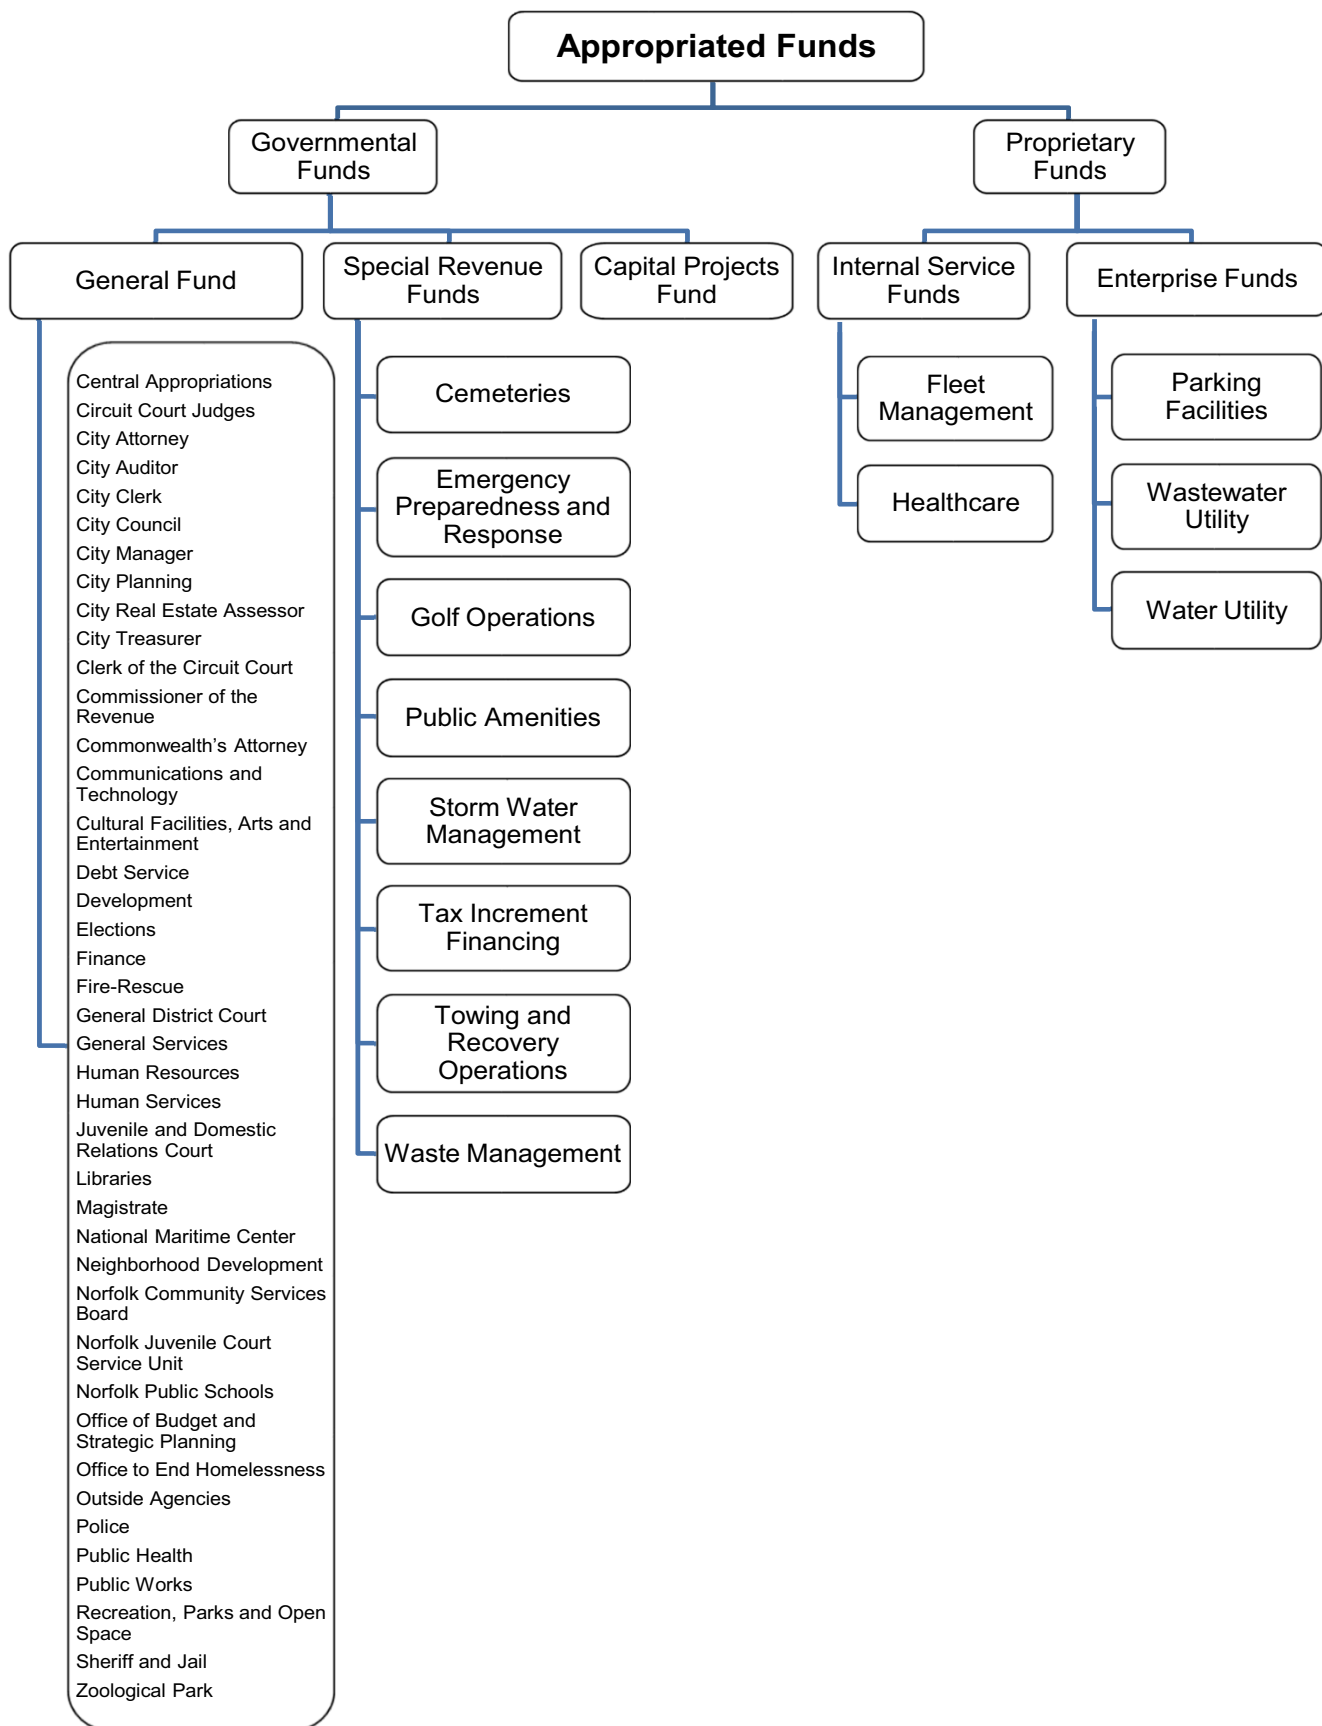 Appropriated Funds
Governmental
Funds
Proprietary
Funds
General Fund
Special Revenue
Funds
Capital Projects
Fund
Internal Service
Funds
Enterprise Funds
Central Appropriations
Circuit Court Judges
City Attorney
City Auditor
City Clerk
City Council
City Manager
City Planning
City Real Estate Assessor
City Treasurer
Clerk of the Circuit Court
Commissioner of the
Revenue
Commonwealth’s Attorney
Communications and
Technology
Cultural Facilities, Arts and
Entertainment
Debt Service
Development
Elections
Finance
Fire-Rescue
General District Court
General Services
Human Resources
Human Services
Juvenile and Domestic
Relations Court
Libraries
Magistrate
National Maritime Center
Neighborhood Development
Norfolk Community Services
Board
Norfolk Juvenile Court
Service Unit
Norfolk Public Schools
Office of Budget and
Strategic Planning
Office to End Homelessness
Outside Agencies
Police
Public Health
Public Works
Recreation, Parks and Open
Space
Sheriff and Jail
Zoological Park
Cemeteries
Emergency
Preparedness and
Response
Golf Operations
Public Amenities
Storm Water
Management
Tax Increment
Financing
Towing and
Recovery
Operations
Waste Management
Fleet
Management
Healthcare
Parking
Facilities
Wastewater
Utility
Water Utility